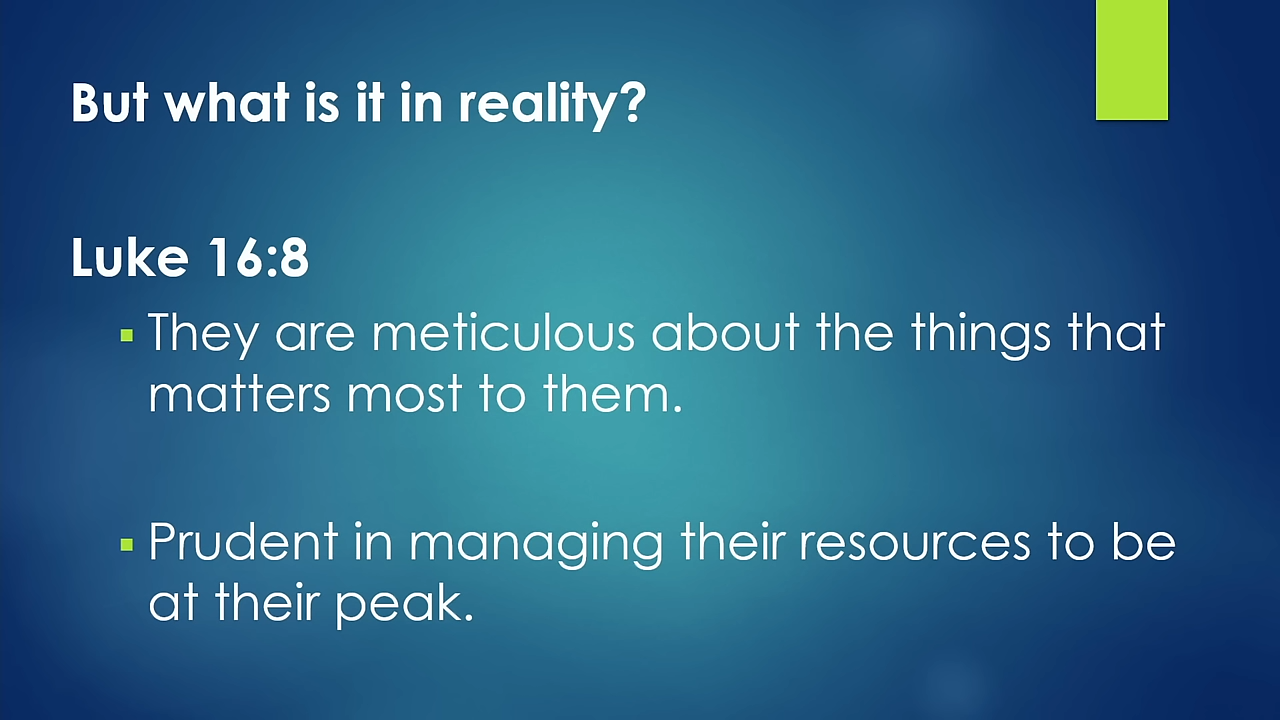 But what is it in reality?
Luke 16:8
They are meticulous about the things that
matters most to them.
Prudent in managing their resources to be
at their peak.